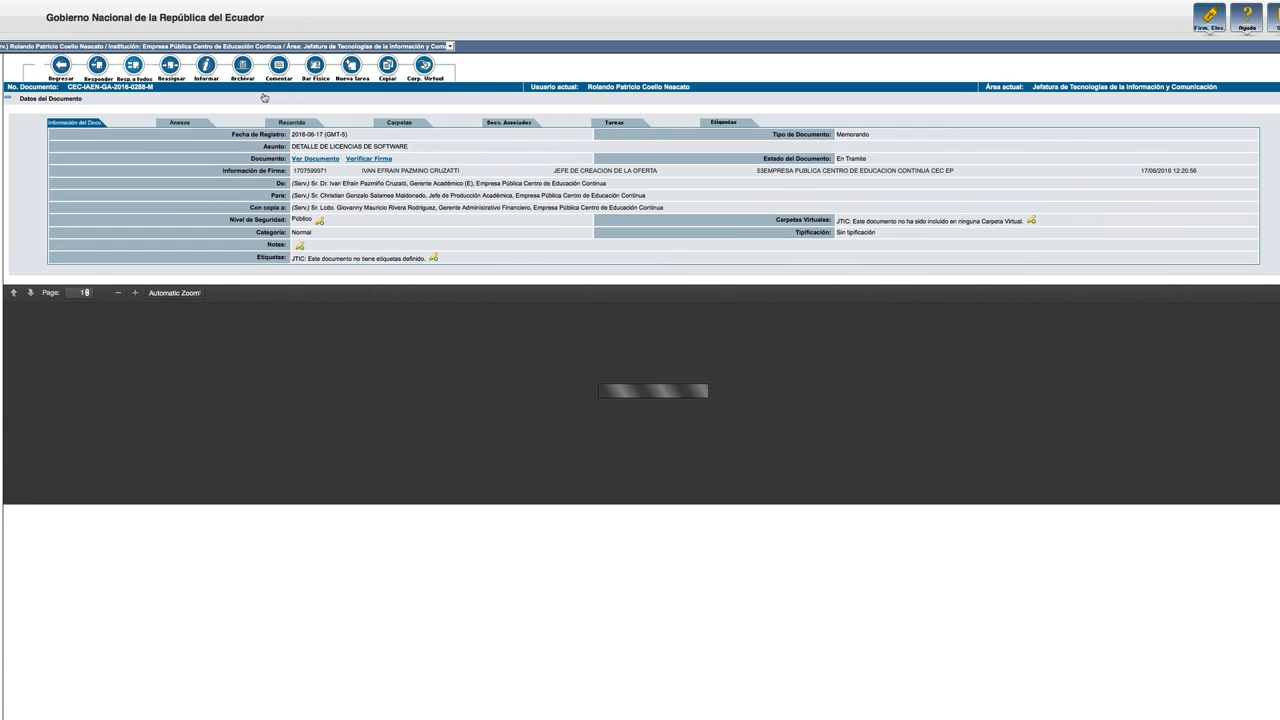 Gobierno Nacional de la República del Ecuador
Firm. Elec. Ayuda
) Rolando Patricio Coello Neacato / Institución: Empresa Pública Centro de Educación Continua / Área: Jefatura de Tecnologías de la Información y Com
Regresar Responder Resp. a todos Reasignar Informar Archivar Comentar Dar Físico Nueva Tarea Copiar Carp. Virtual
No. Documento: CEC-IAEN-GA-2016-0286-M Usuario actual: Rolando Patricio Coello Neacato Área actual: Jefatura de Tecnologías de la Información y Comunicación
Datos del Documento
Información del Docu Anexos Recorrido Carpetas Docs. Asociados Tareas Etiquetas
Fecha de Registro: 2016-06-17 (GMT-5) Tipo de Documento: Memorando
Asunto: DETALLE DE LICENCIAS DE SOFTWARE
Documento: Ver Documento Verificar Firma Estado del Documento: En Tramite
Información de Firma: 1707599971 IVAN EFRAIN PAZMINO CRUZATTI JEFE DE CREACION DE LA OFERTA 53EMPRESA PUBLICA CENTRO DE EDUCACION CONTINUA CEC EP 17/06/2016 12:20:56
De: (Serv.) Sr. Dr. Ivan Efrain Pazmiño Cruzatti, Gerente Académico (E), Empresa Pública Centro de Educación Continua
Para: (Serv.) Sr. Christian Gonzalo Salamea Maldonado, Jefe de Producción Académica, Empresa Pública Centro de Educación Continua
Con copia a: (Serv.) Sr. Lcdo. Giovanny Mauricio Rivera Rodriguez, Gerente Administrativo Financiero, Empresa Pública Centro de Educación Continua
Nivel de Seguridad: Público Carpetas Virtuales: JTIC: Este documento no ha sido incluido en ninguna Carpeta Virtual.
Categoría: Normal Tipificación: Sin tipificación
Notas:
Etiquetas: JTIC: Este documento no tiene etiquetas definido.
Page: 1 Automatic Zoom